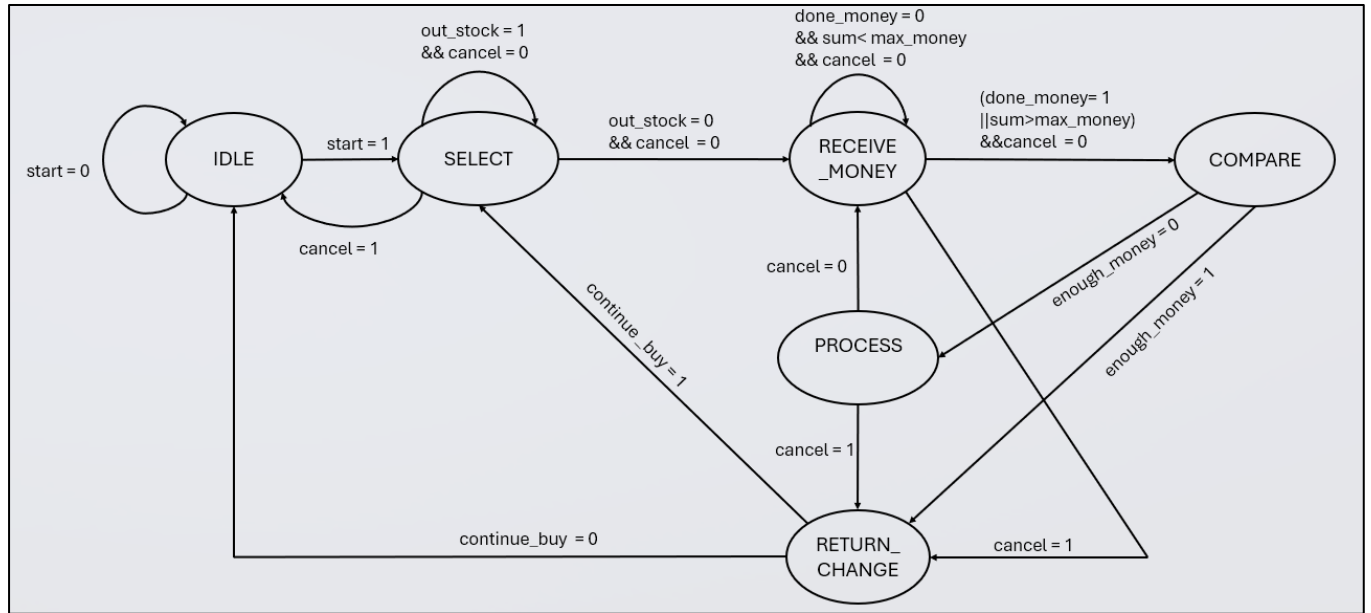 out_stock = 1
&& cancel = 0
done_money = 0
&& sum< max_money
&& cancel  = 0
start = 0
IDLE
start = 1
SELECT
cancel = 1
out_stock = 0
&& cancel  = 0
RECEIVE
_MONEY
(done_money= 1
||sum>max_money)
&&cancel  = 0
COMPARE
enough_money = 0
enough_money = 1
cancel = 0
PROCESS
continue_buy = 1
cancel = 1
continue_buy  = 0
RETURN_
CHANGE
cancel = 1